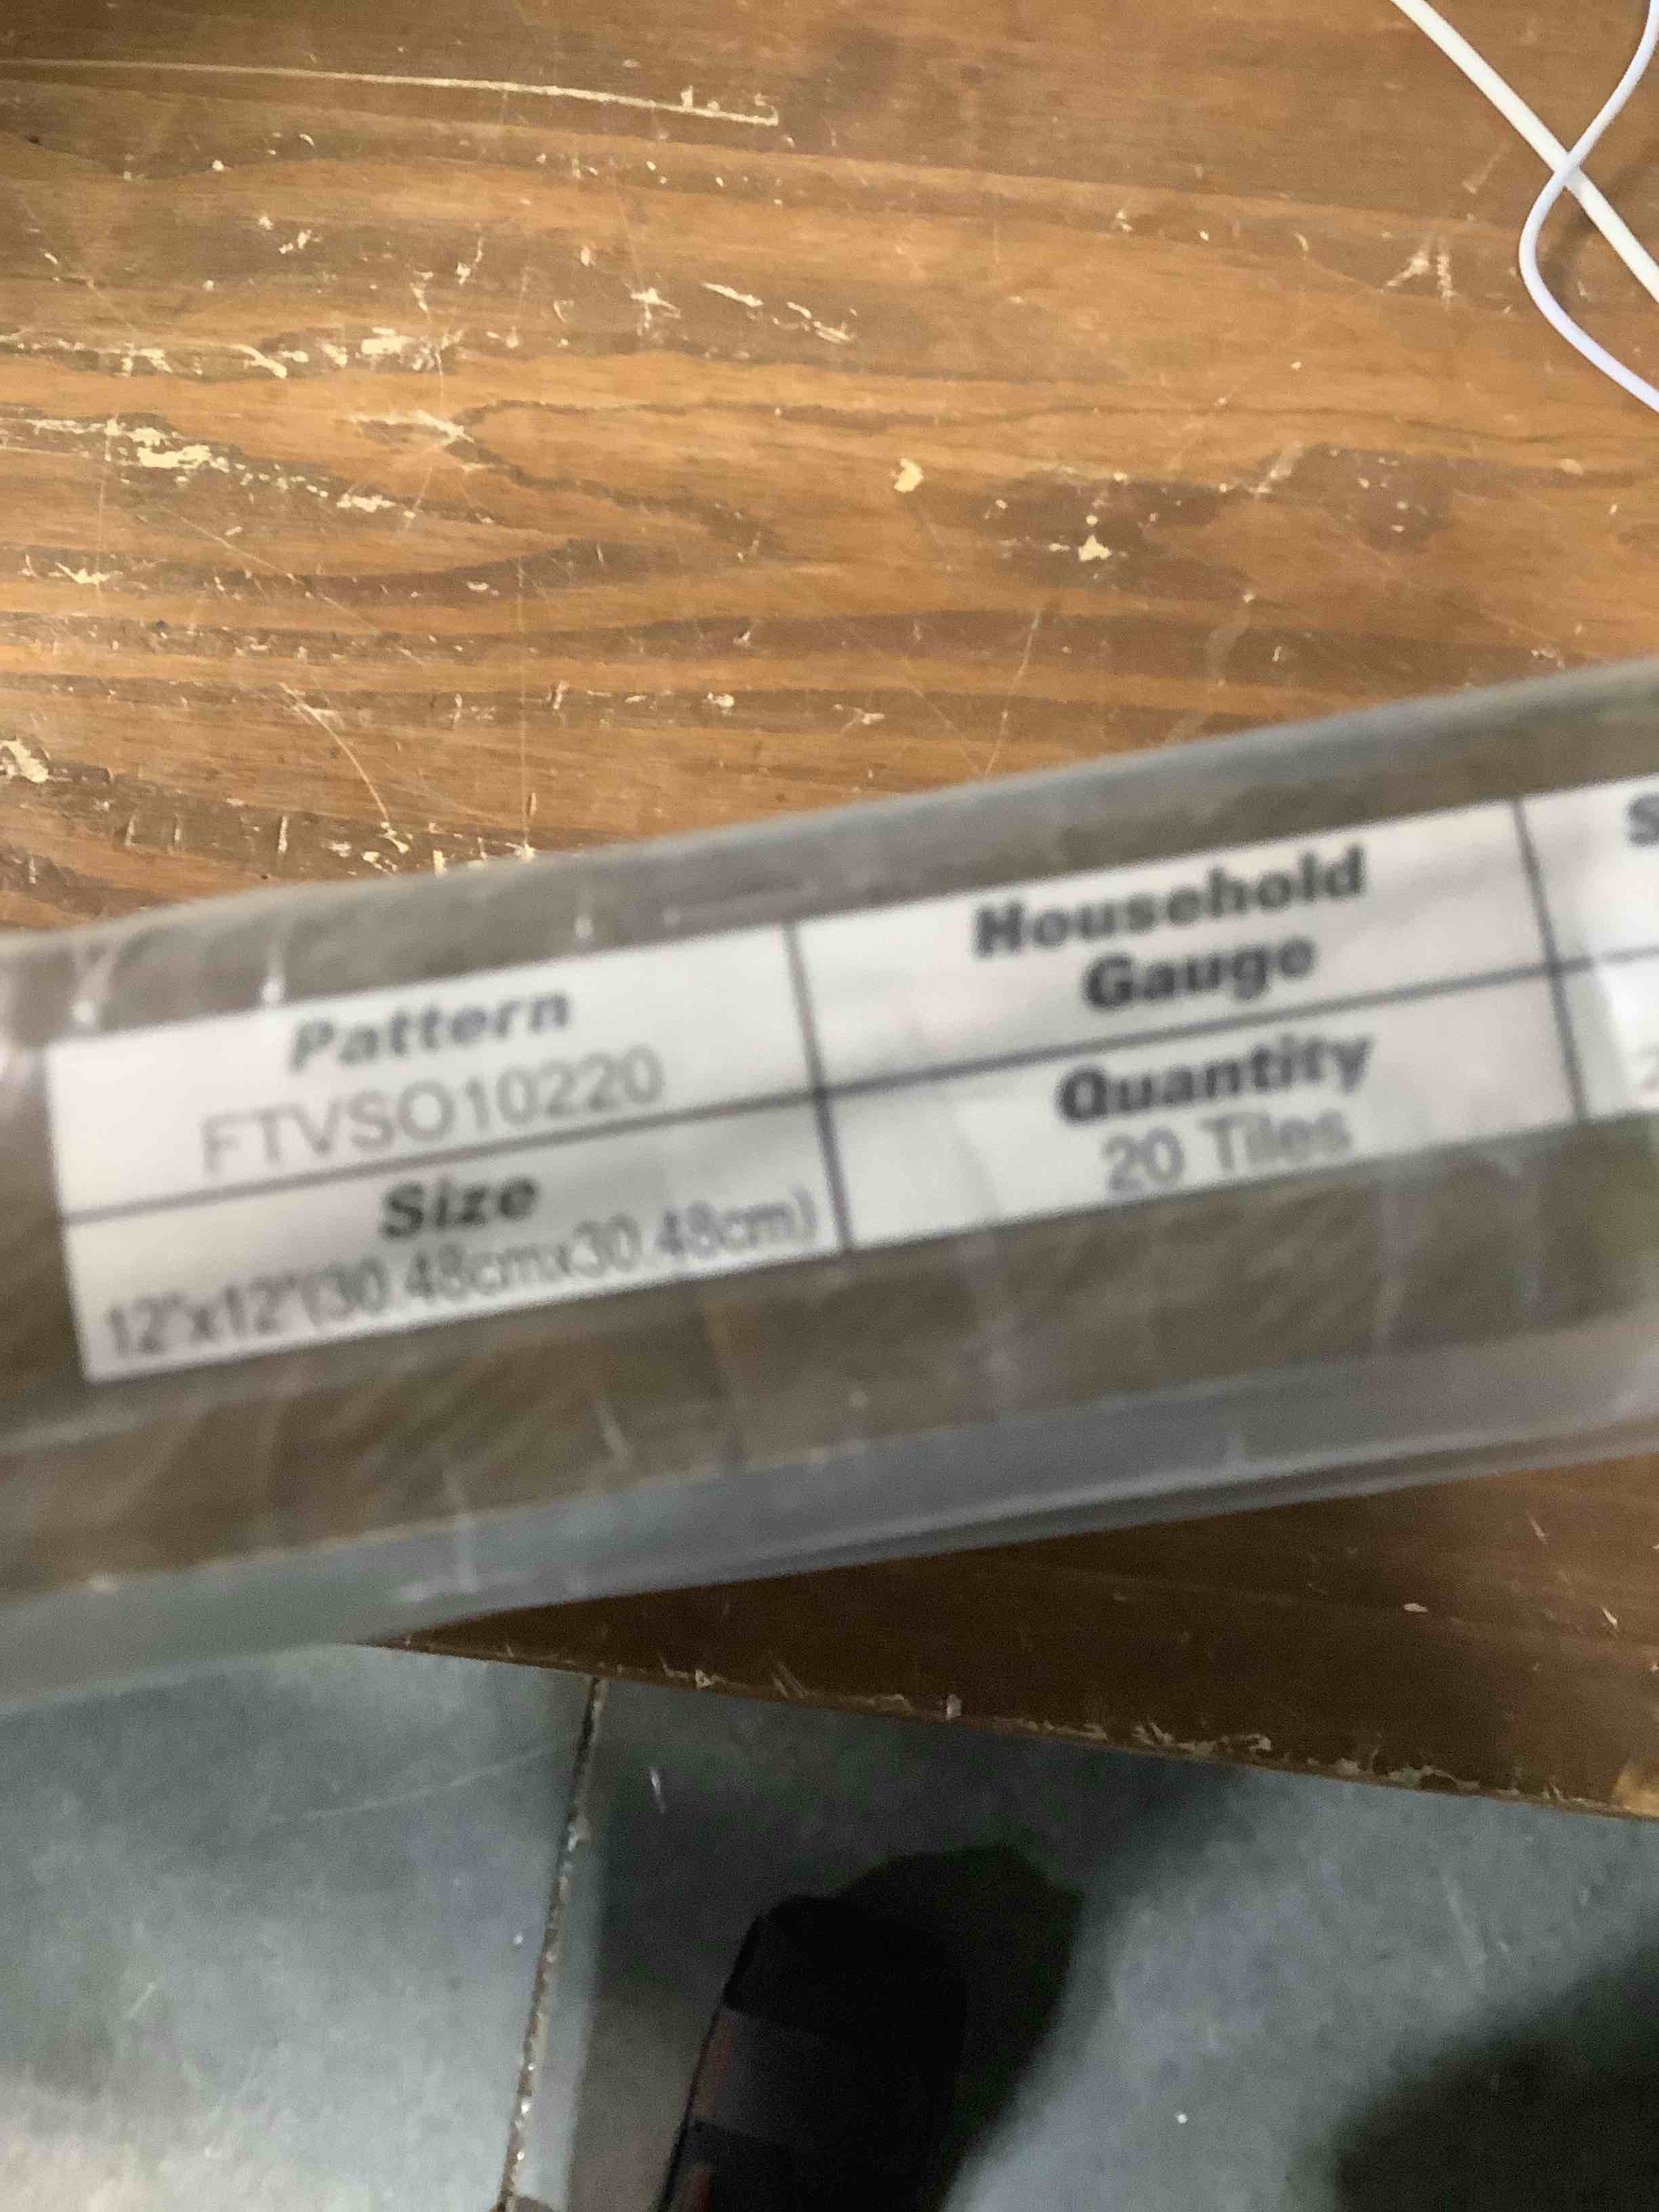 Pattern
FTVSO10220
Household
Gauge
Size
12"x12"(30.48cmx30.48cm)
Quantity
20 Tiles